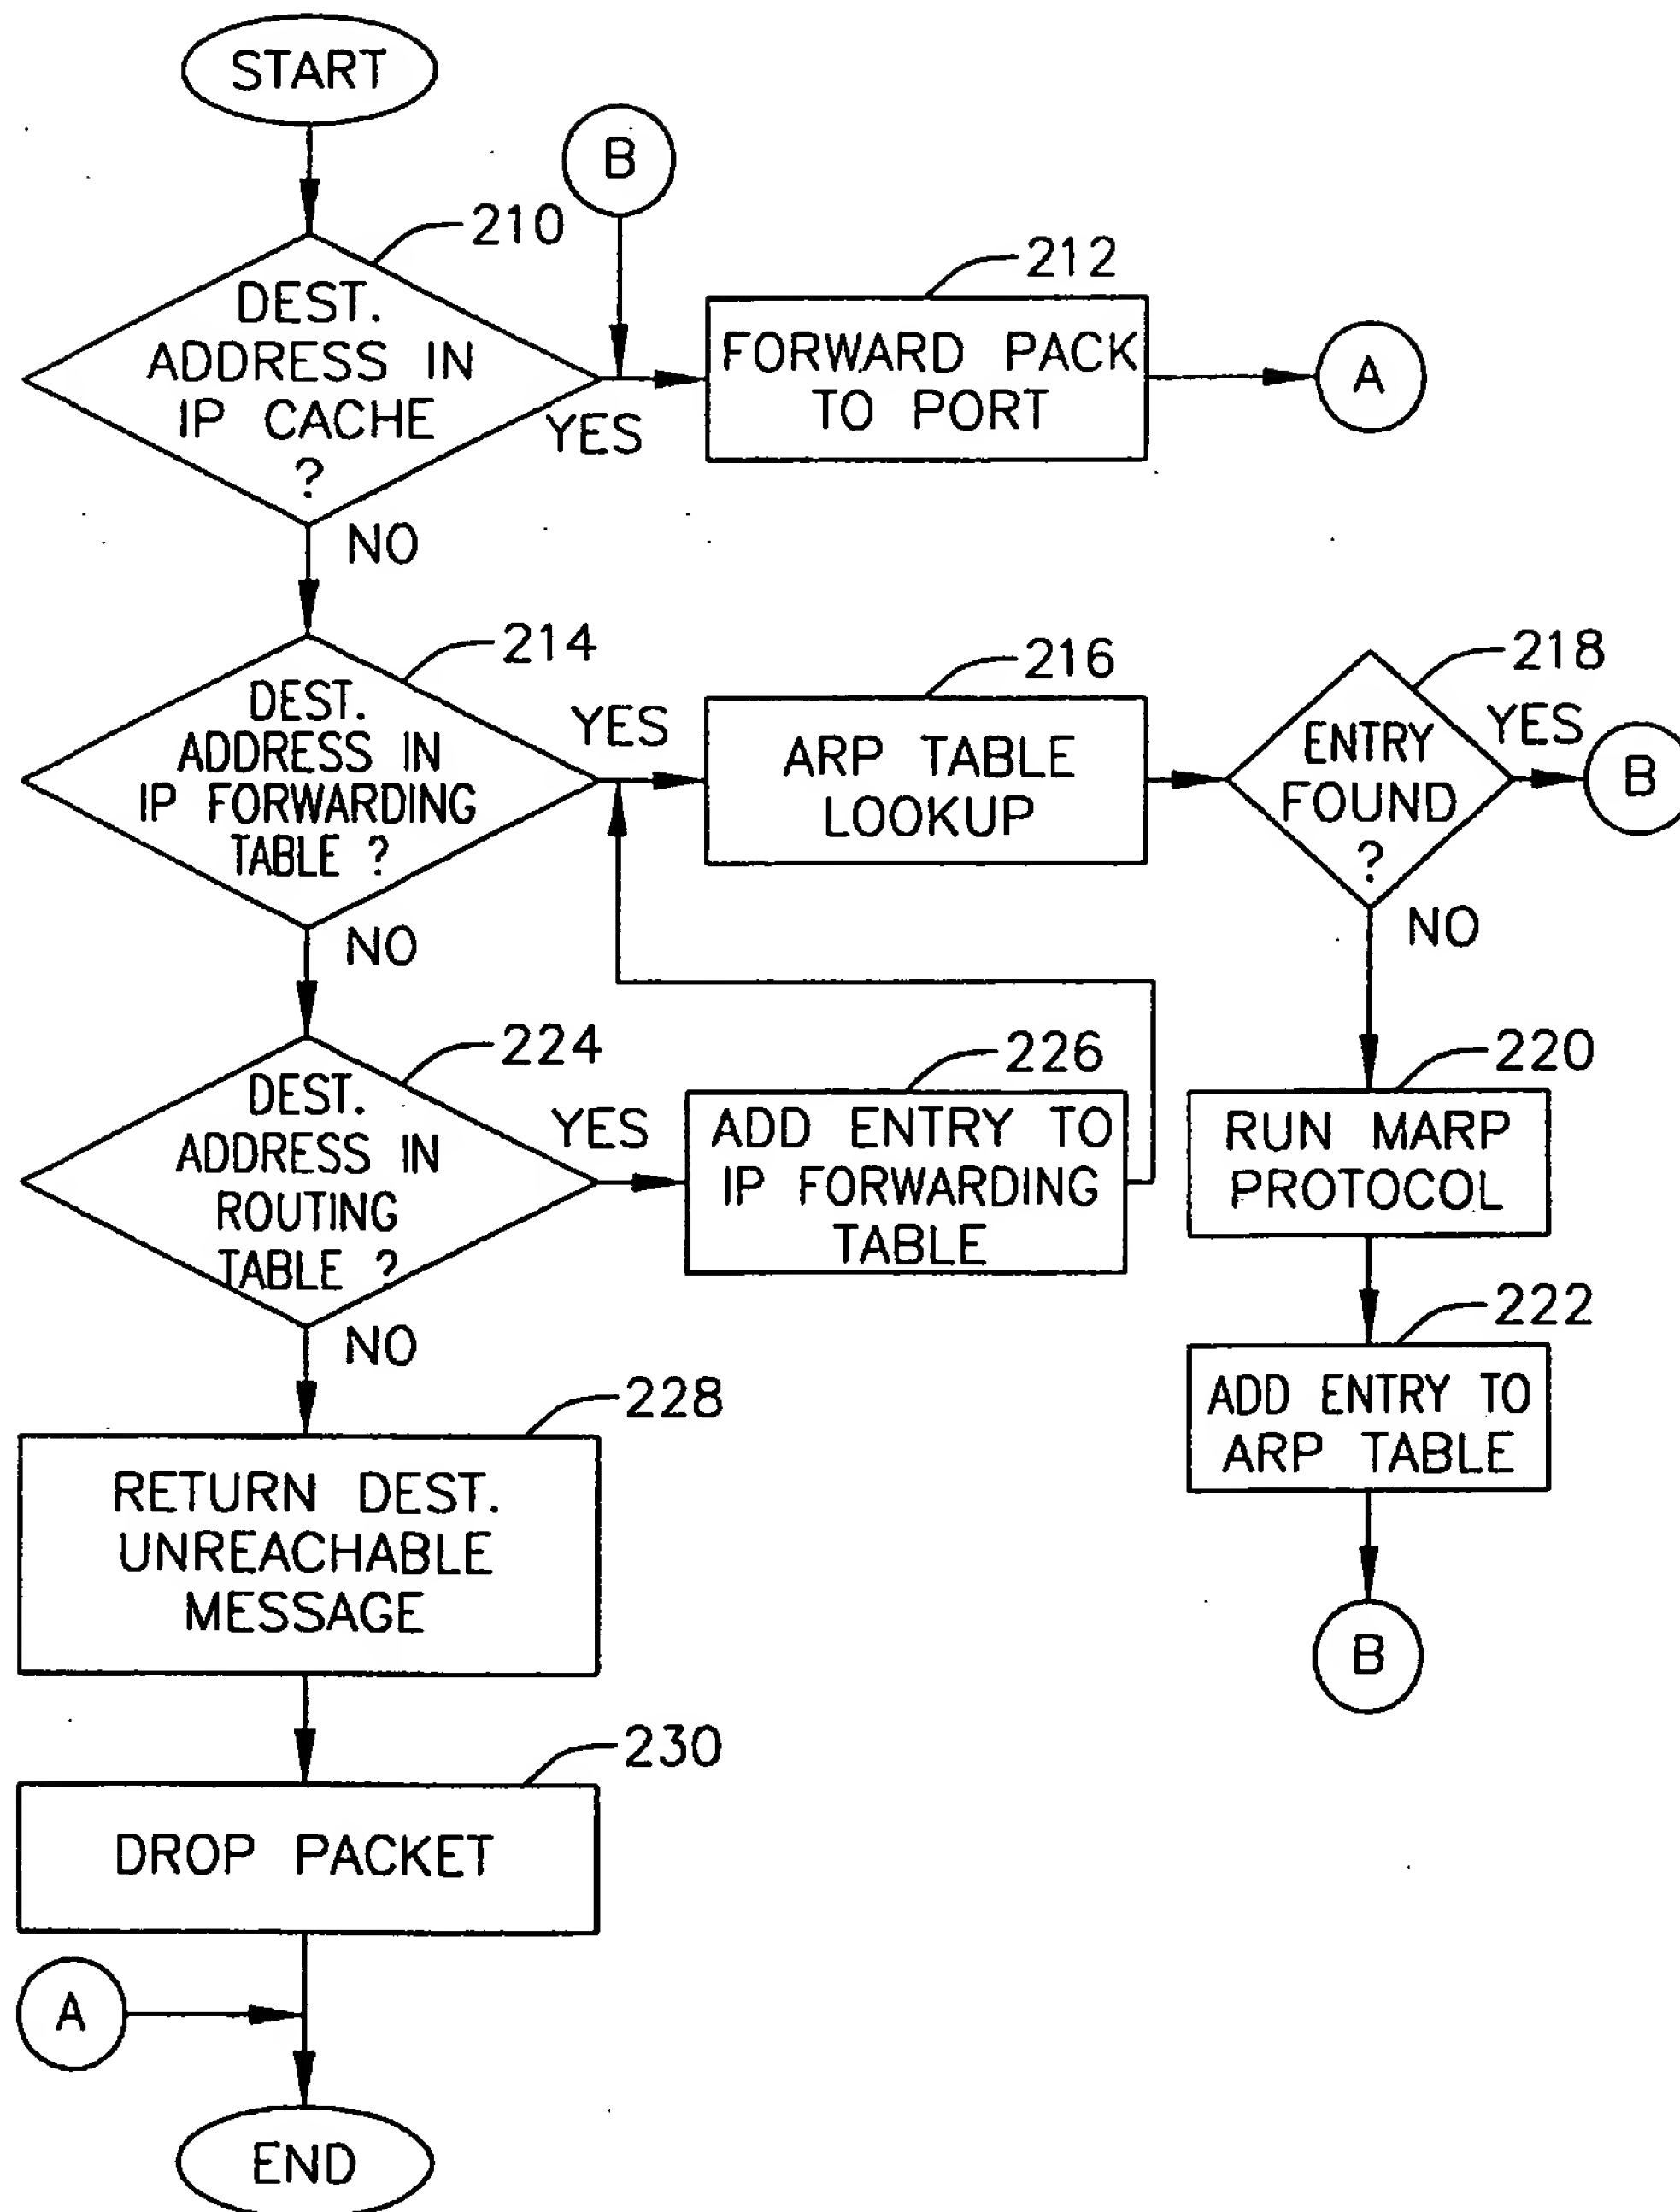 START
B
210
DEST.
ADDRESS IN
IP CACHE
?
YES
NO
212
FORWARD PACK
TO PORT
A
214
DEST.
ADDRESS IN
IP FORWARDING
TABLE ?
YES
NO
216
ARP TABLE
LOOKUP
218
ENTRY
FOUND
?
YES
B
NO
224
DEST.
ADDRESS IN
ROUTING
TABLE ?
YES
NO
226
ADD ENTRY TO
IP FORWARDING
TABLE
220
RUN MARP
PROTOCOL
222
ADD ENTRY TO
ARP TABLE
B
228
RETURN DEST.
UNREACHABLE
MESSAGE
230
DROP PACKET
A
END